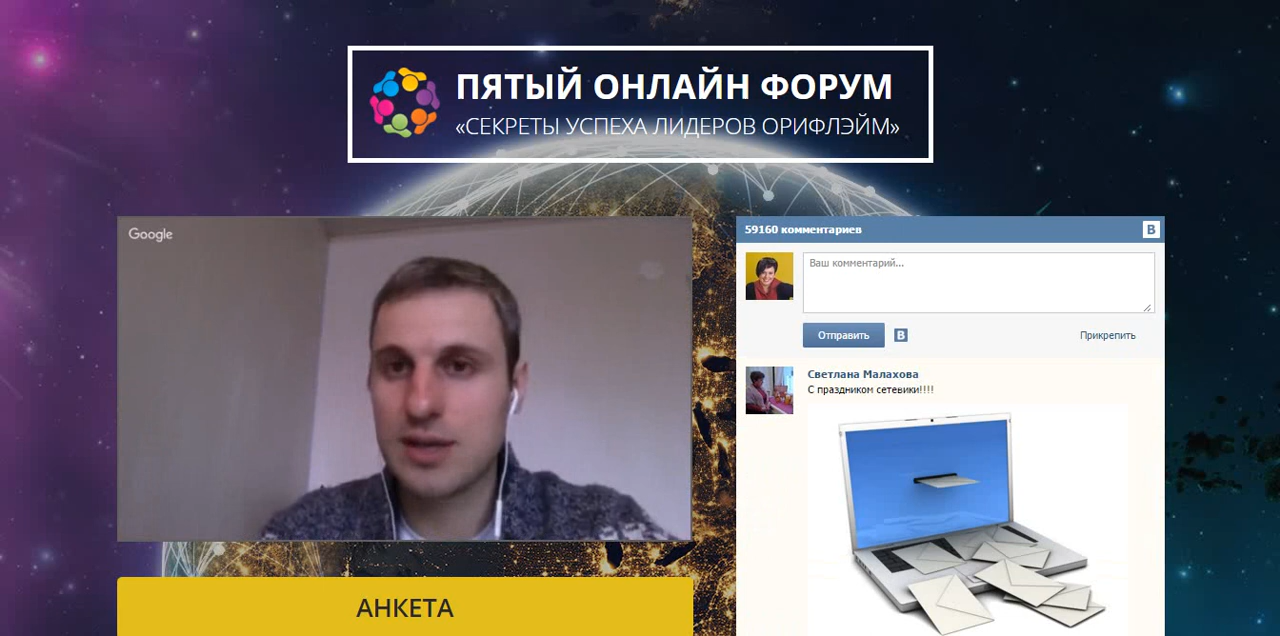 ПЯТЫЙ ОНЛАЙН ФОРУМ
«СЕКРЕТЫ УСПЕХА ЛИДЕРОВ ОРИФЛЭЙМ»
Google
59160 комментариев
В
Ваш комментарий...
Отправить
В
Прикрепить
Светлана Малахова
С праздником сетевики!!!!
АНКЕТА